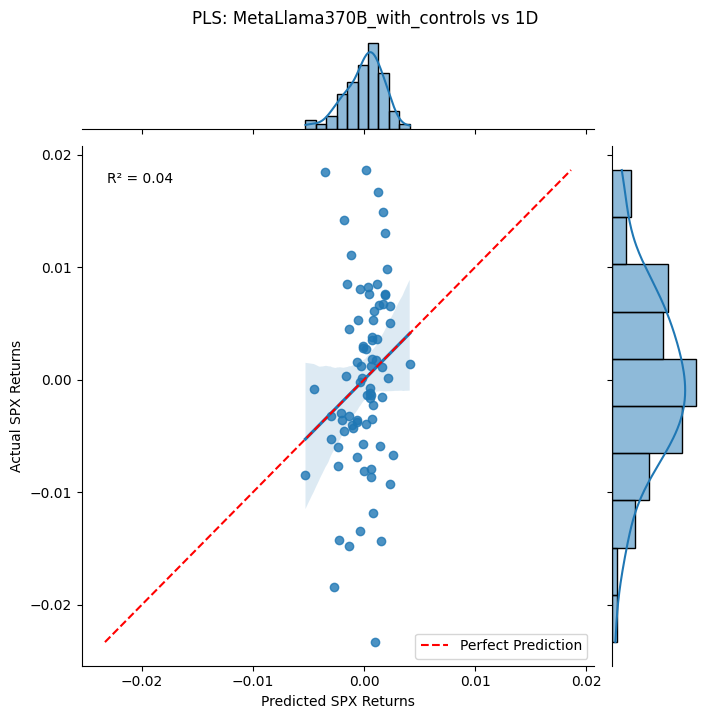 PLS: MetaLlama370B_with_controls vs 1D
R² = 0.04
0.02
0.01
0.00
−0.01
−0.02
Actual SPX Returns
Perfect Prediction
−0.02
−0.01
0.00
0.01
0.02
Predicted SPX Returns